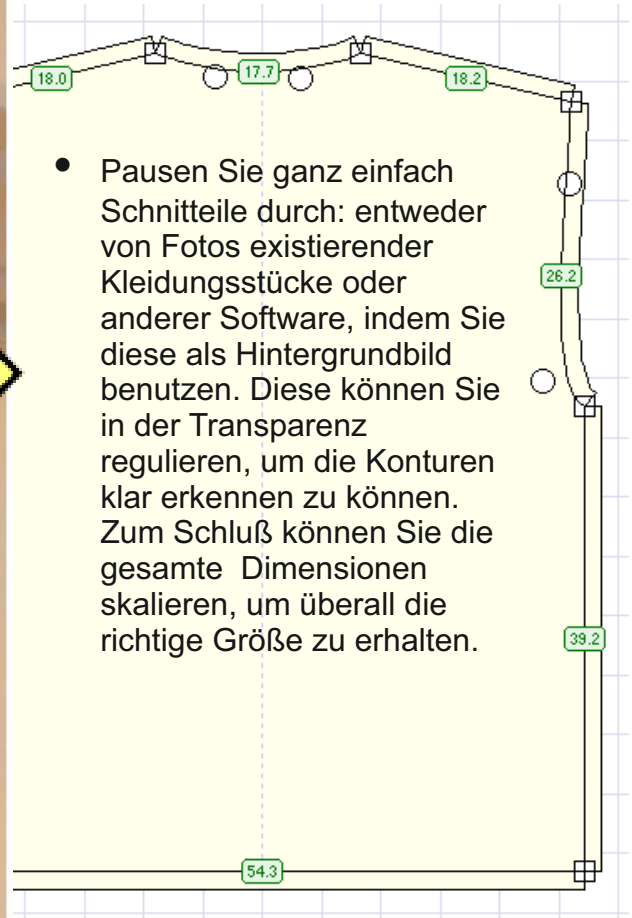 18.0
17.7
18.2
• Pausen Sie ganz einfach
Schnitteile durch: entweder
von Fotos existierender
26.2
Kleidungsstücke oder
anderer Software, indem Sie
diese als Hintergrundbild
benutzen. Diese können Sie
in der Transparenz
regulieren, um die Konturen
klar erkennen zu können.
Zum Schluß können Sie die
gesamte  Dimensionen
skalieren, um überall die
richtige Größe zu erhalten.
39.2
54.3